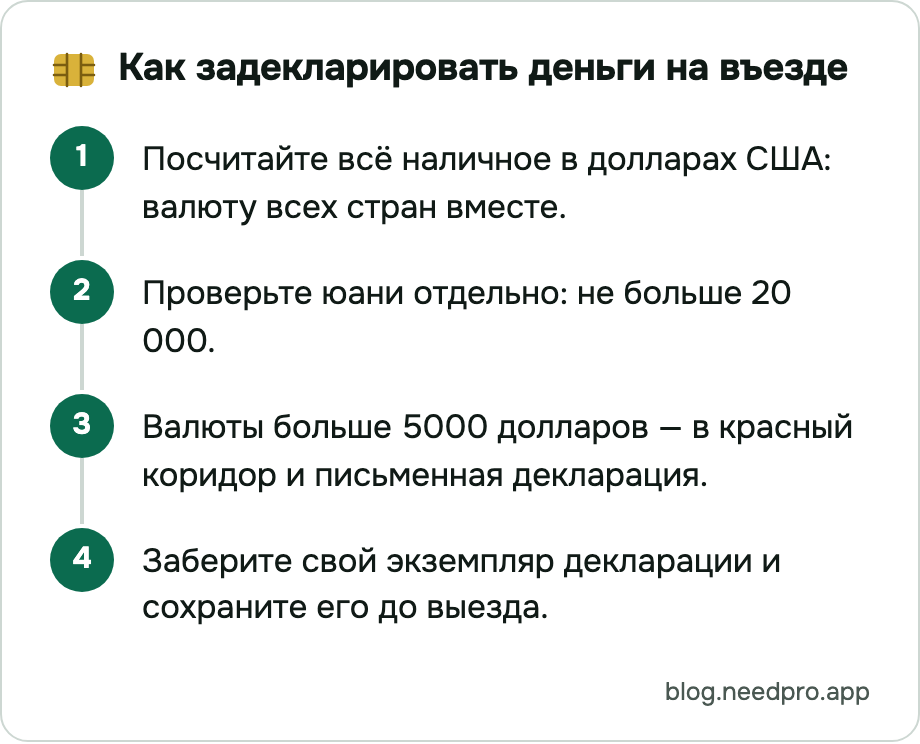 Как задекларировать деньги на въезде
1
Посчитайте всё наличное в долларах США:
валюту всех стран вместе.
2
Проверьте юани отдельно: не больше 20
000.
3
Валюты больше 5000 долларов — в красный
коридор и письменная декларация.
4
Заберите свой экземпляр декларации и
сохраните его до выезда.
blog.needpro.app